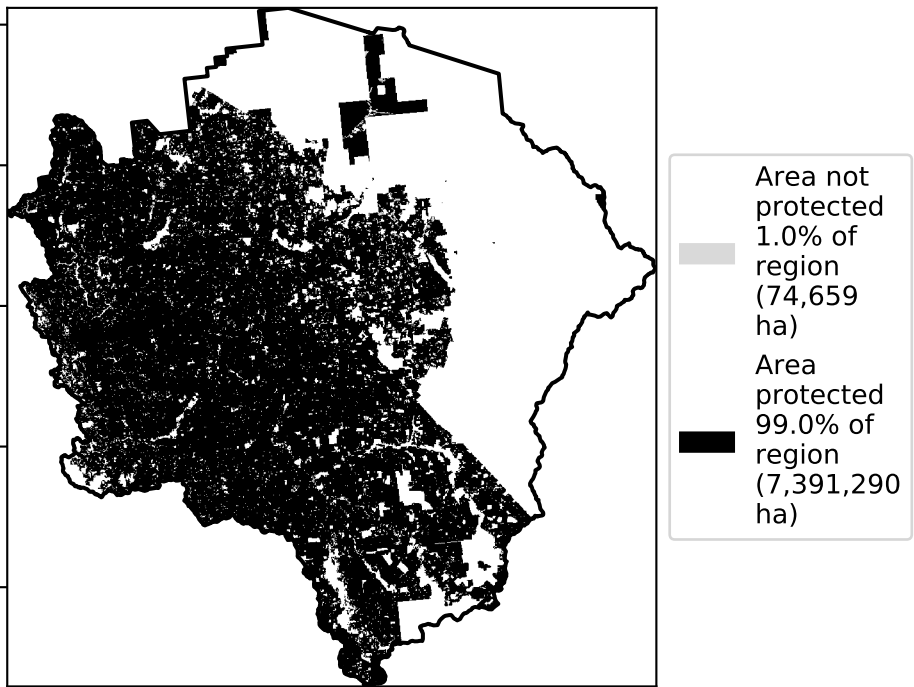 Area not
protected
1.0% of
region
(74,659
ha)
Area
protected
99.0% of
region
(7,391,290
ha)